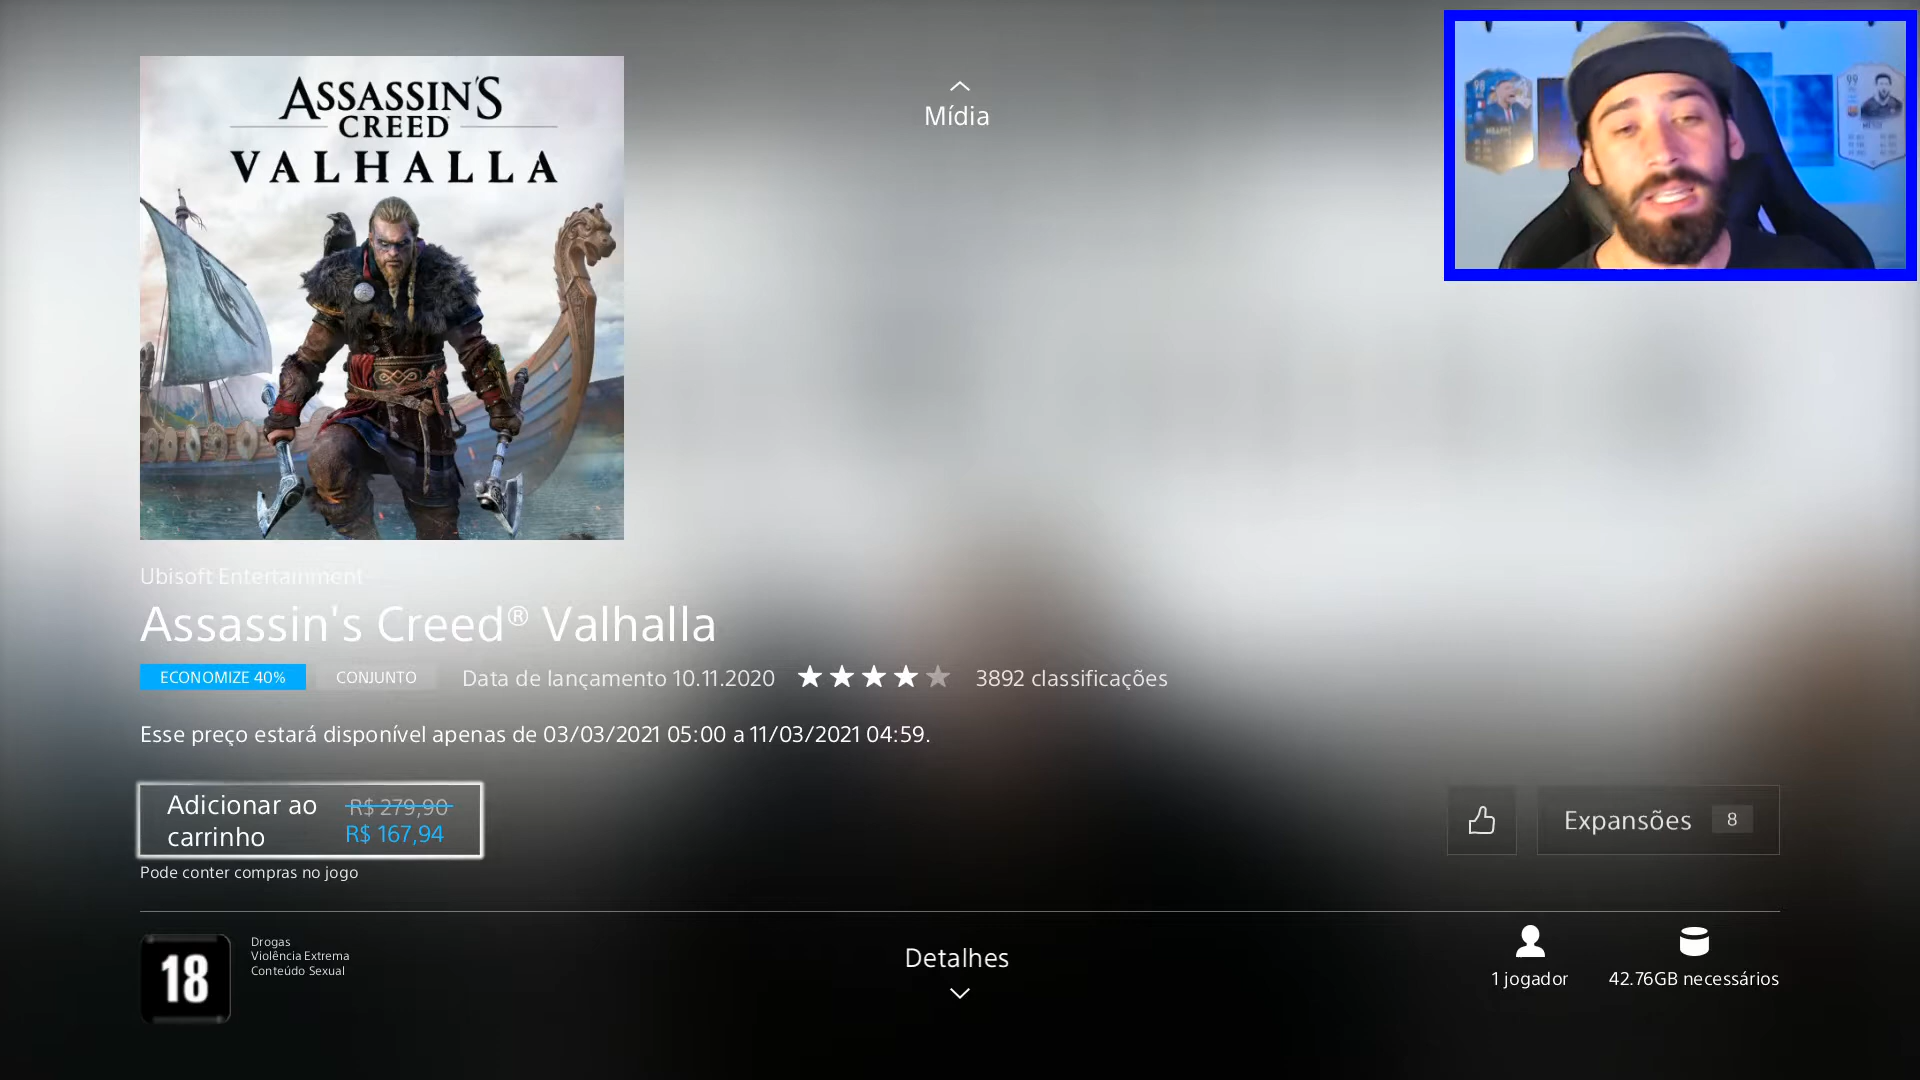 ASSASSIN'S
CREED
VALHALLA
Mídia
98
MBAPPÉ
99
Ubisoft Entertainment
Assassin's Creed® Valhalla
ECONOMIZE 40%
CONJUNTO
Data de lançamento 10.11.2020
3892 classificações
Esse preço estará disponível apenas de 03/03/2021 05:00 a 11/03/2021 04:59.
Adicionar ao
carrinho
R$ 279,90
R$ 167,94
Expansões 8
Pode conter compras no jogo
18
Drogas
Violência Extrema
Conteúdo Sexual
Detalhes
1 jogador
42.76GB necessários